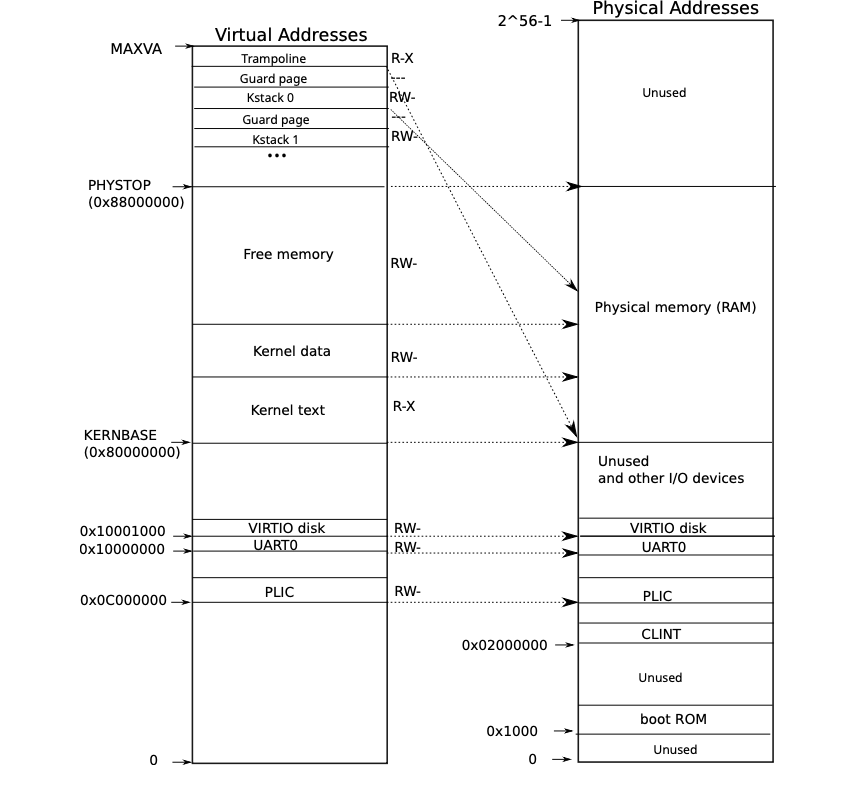 Virtual Addresses
MAXVA
Trampoline
R-X
Guard page
---
Kstack 0
RW-
Guard page
---
Kstack 1
RW-
...
PHYSTOP
(0x88000000)
Free memory
RW-
Kernel data
RW-
Kernel text
R-X
KERNBASE
(0x80000000)
0x10001000
VIRTIO disk
RW-
0x10000000
UART0
RW-
0x0C000000
PLIC
RW-
0
Physical Addresses
2^56-1
Unused
Physical memory (RAM)
Unused
and other I/O devices
VIRTIO disk
UART0
PLIC
CLINT
0x02000000
Unused
boot ROM
0x1000
Unused
0